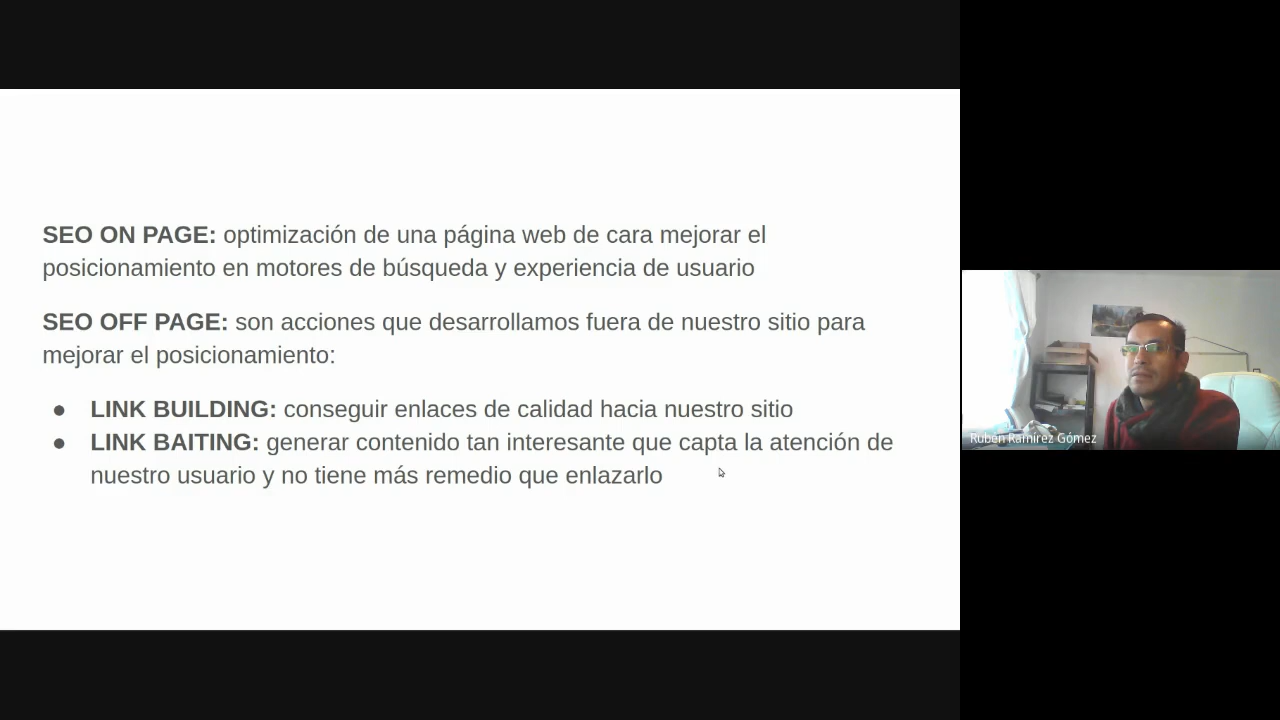 SEO ON PAGE: optimización de una página web de cara mejorar el
posicionamiento en motores de búsqueda y experiencia de usuario
SEO OFF PAGE: son acciones que desarrollamos fuera de nuestro sitio para
mejorar el posicionamiento:
● LINK BUILDING: conseguir enlaces de calidad hacia nuestro sitio
● LINK BAITING: generar contenido tan interesante que capta la atención de
nuestro usuario y no tiene más remedio que enlazarlo
Rubén Ramírez Gómez